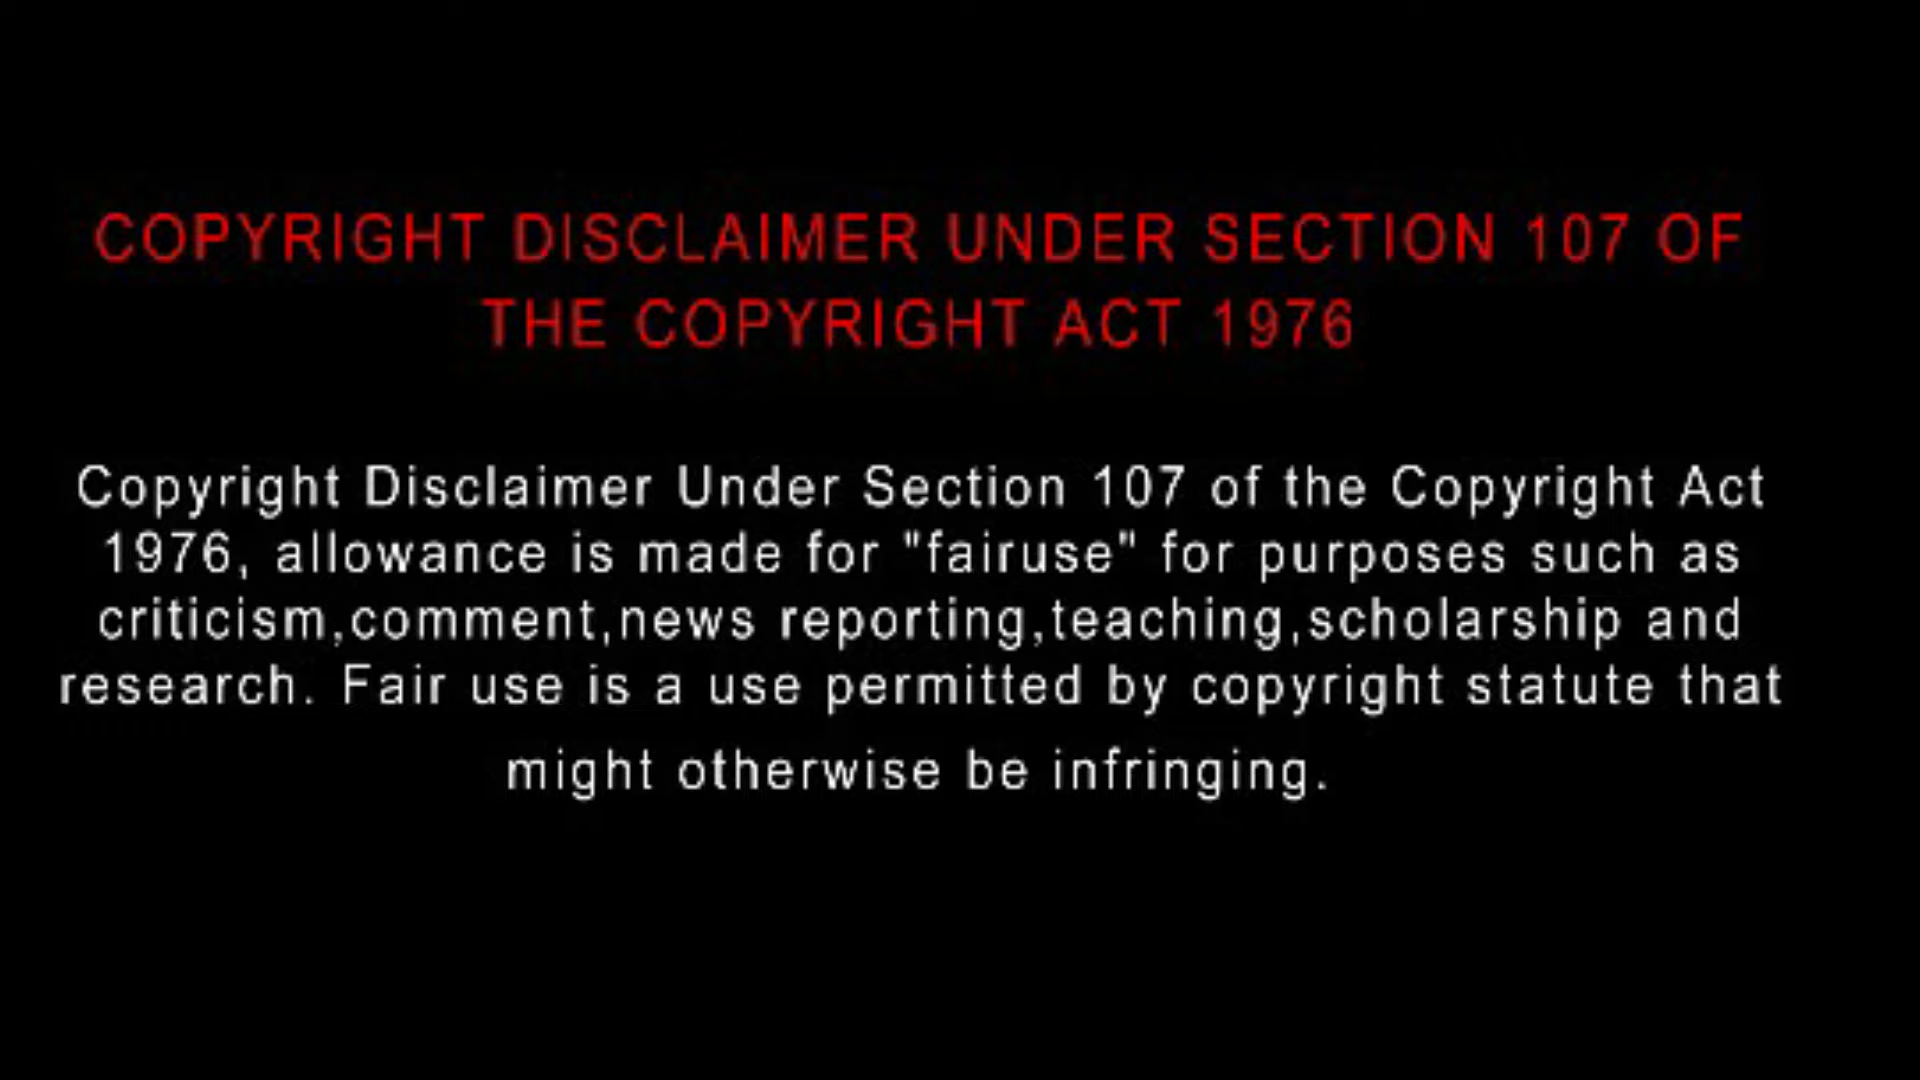 COPYRIGHT DISCLAIMER UNDER SECTION 107 OF
THE COPYRIGHT ACT 1976
Copyright Disclaimer Under Section 107 of the Copyright Act
1976, allowance is made for "fairuse" for purposes such as
criticism,comment,news reporting,teaching,scholarship and
research. Fair use is a use permitted by copyright statute that
might otherwise be infringing.